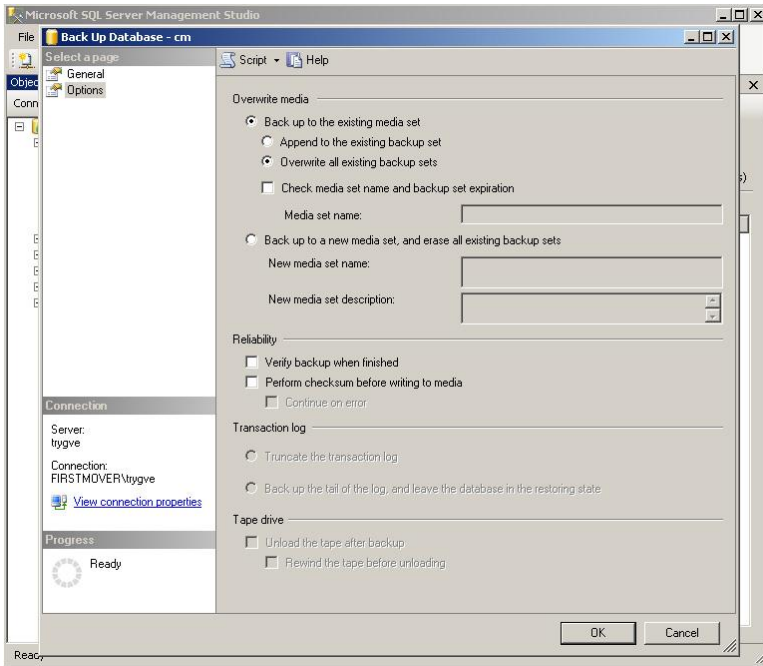 Microsoft SQL Server Management Studio
File
Back Up Database - cm
Select a page
General
Options
Script
Help
Objec
Conn
Overwrite media
Back up to the existing media set
Append to the existing backup set
Overwrite all existing backup sets
Check media set name and backup set expiration
Media set name:
Back up to a new media set, and erase all existing backup sets
New media set name:
New media set description:
Reliability
Verify backup when finished
Perform checksum before writing to media
Continue on error
Connection
Server:
trygve
Connection:
FIRSTMOVER\trygve
View connection properties
Transaction log
Truncate the transaction log
Back up the tail of the log, and leave the database in the restoring state
Tape drive
Unload the tape after backup
Rewind the tape before unloading
Progress
Ready
OK
Cancel
Ready